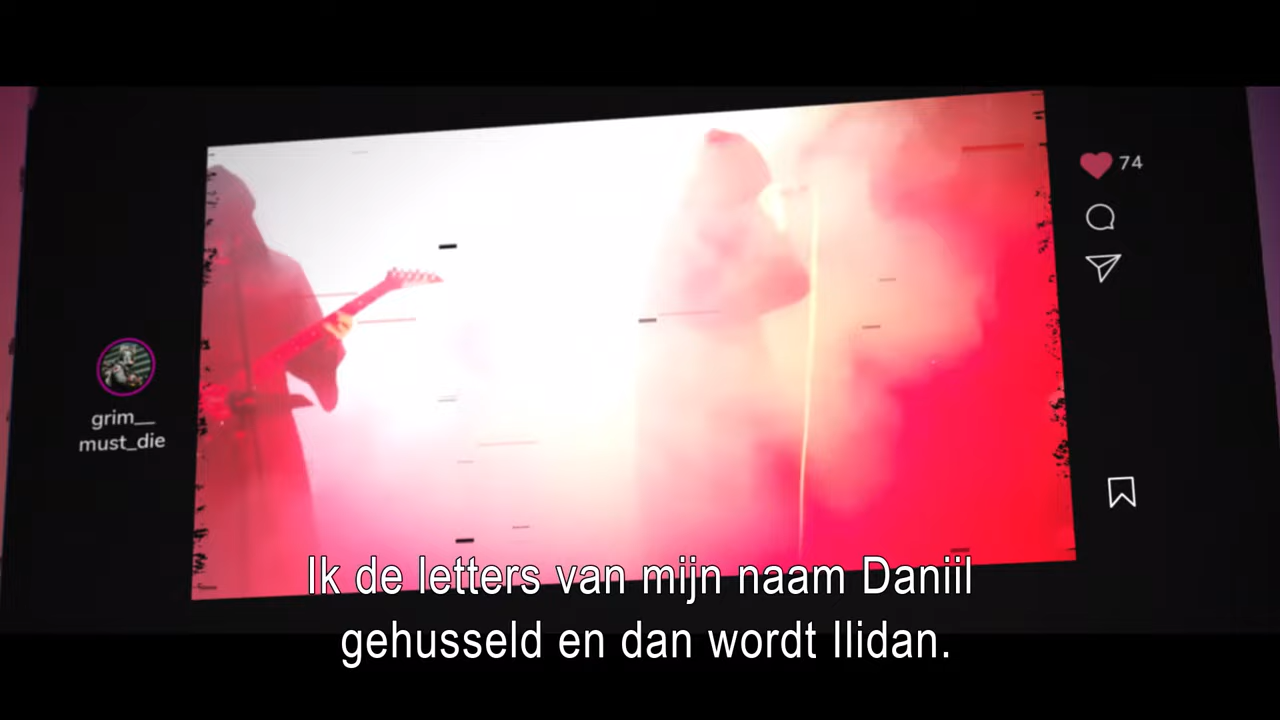 74
grim__
must_die
Ik de letters van mijn naam Daniil
gehusseld en dan wordt Ilidan.